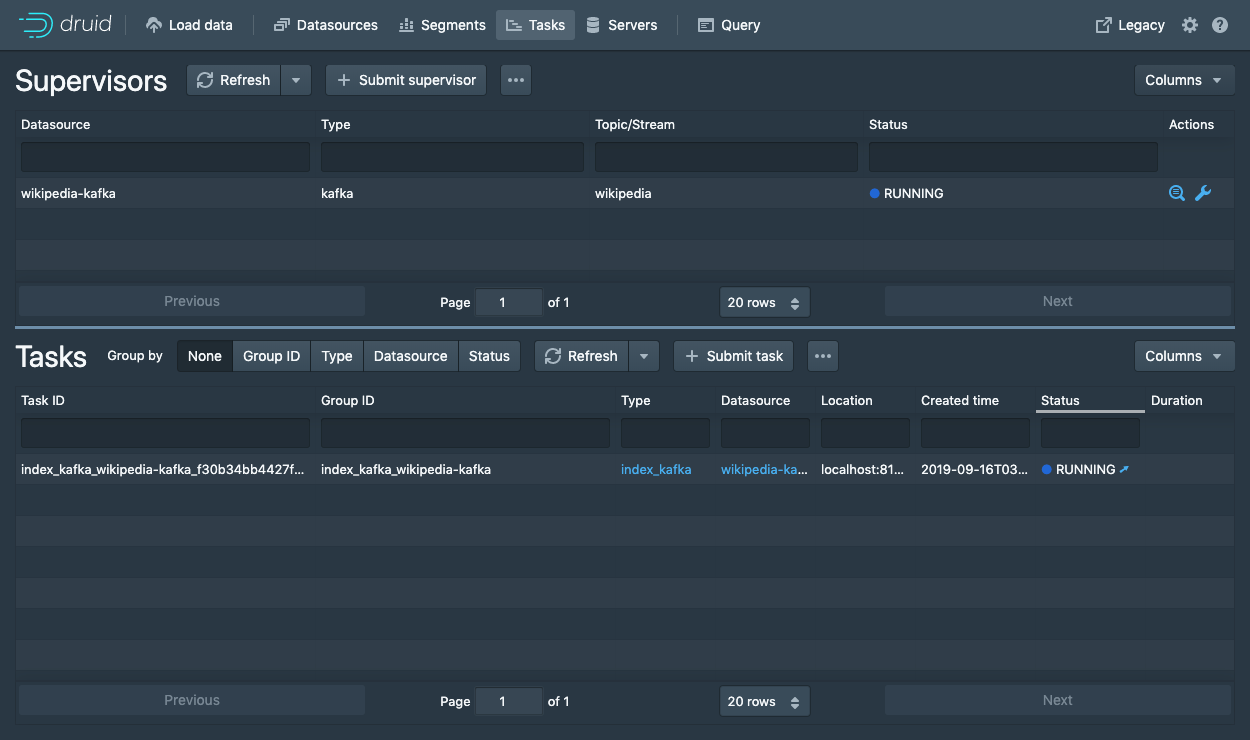 druid Load data Datasources Segments Tasks Servers Query Legacy
Supervisors Refresh Submit supervisor Columns
Datasource Type Topic/Stream Status Actions
wikipedia-kafka kafka wikipedia RUNNING
Previous Page 1 of 1 20 rows Next
Tasks Group by None Group ID Type Datasource Status Refresh Submit task Columns
Task ID Group ID Type Datasource Location Created time Status Duration
index_kafka_wikipedia-kafka_f30b34bb4427f... index_kafka_wikipedia-kafka index_kafka wikipedia-ka... localhost:81... 2019-09-16T03... RUNNING
Previous Page 1 of 1 20 rows Next